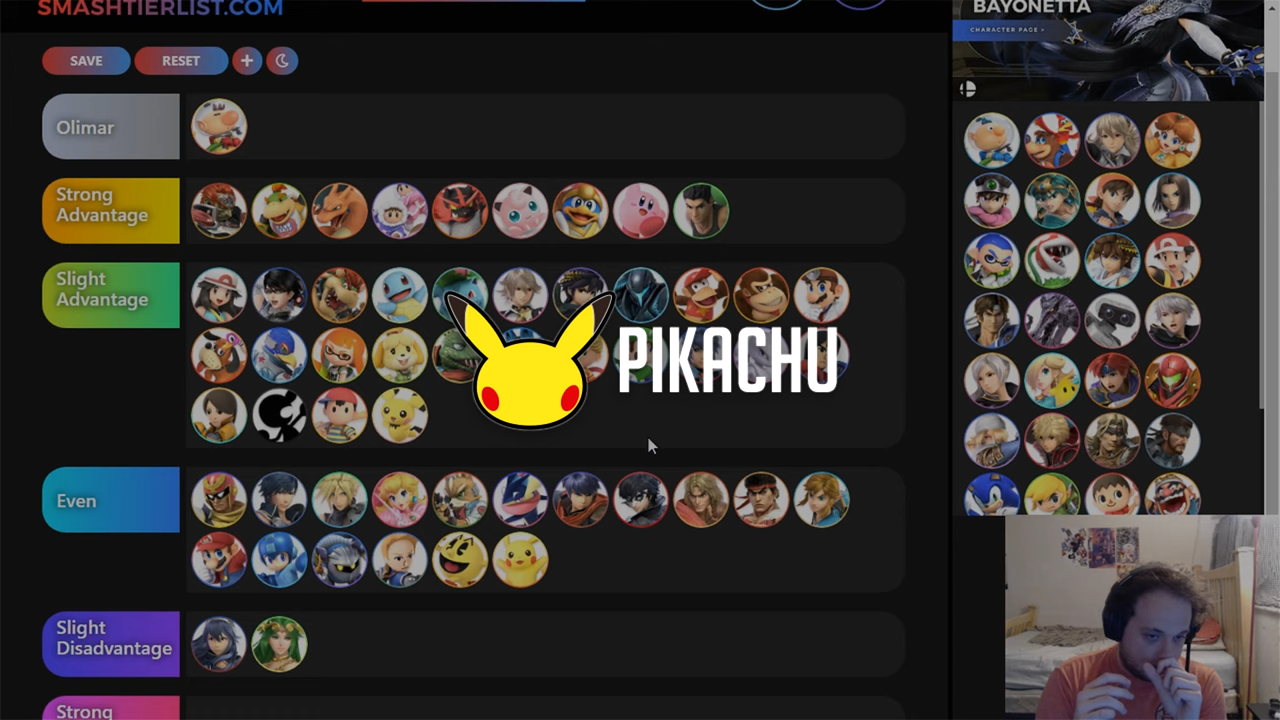 SMASHTIERLIST.COM
BAYONETTA
CHARACTER PAGE >
SAVE
RESET
+
Olimar
Strong
Advantage
Slight
Advantage
PIKACHU
Even
Slight
Disadvantage
Strong